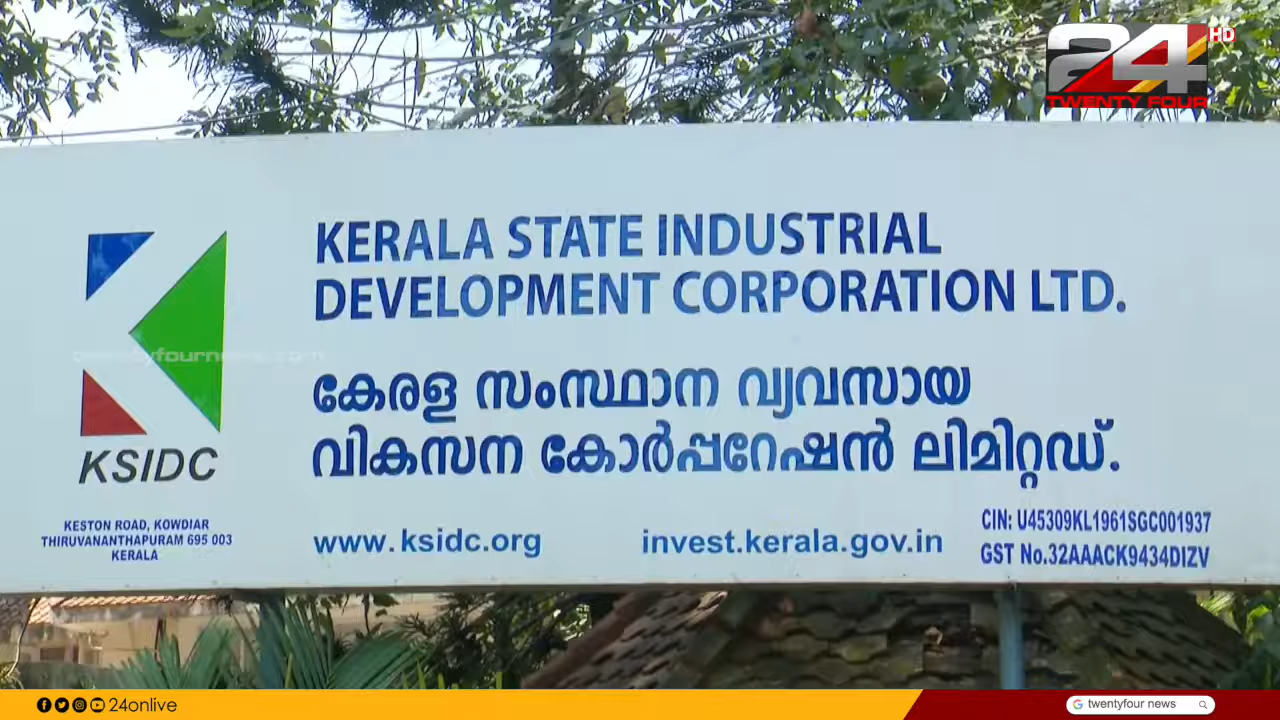 24 HD
TWENTY FOUR
KERALA STATE INDUSTRIAL
DEVELOPMENT CORPORATION LTD.
കേരള സംസ്ഥാന വ്യവസായ
വികസന കോർപ്പറേഷൻ ലിമിറ്റഡ്.
twentyfournews.com
KSIDC
KESTON ROAD, KOWDIAR
THIRUVANANTHAPURAM 695 003
KERALA
www.ksidc.org
invest.kerala.gov.in
CIN: U45309KL1961SGC001937
GST No.32AAACK9434DIZV
24onlive
twentyfour news